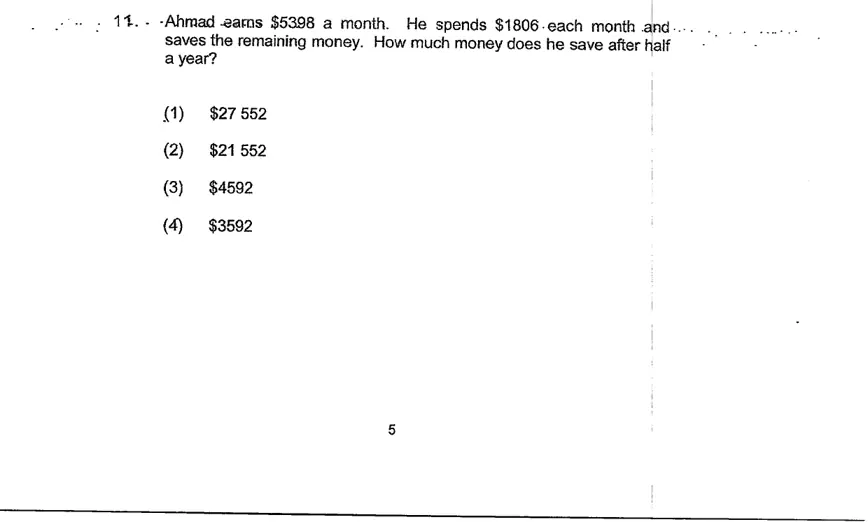 11. Ahmad earns $5398 a month. He spends $1806 each month and
saves the remaining money. How much money does he save after half
a year?
(1) $27 552
(2) $21 552
(3) $4592
(4) $3592
5